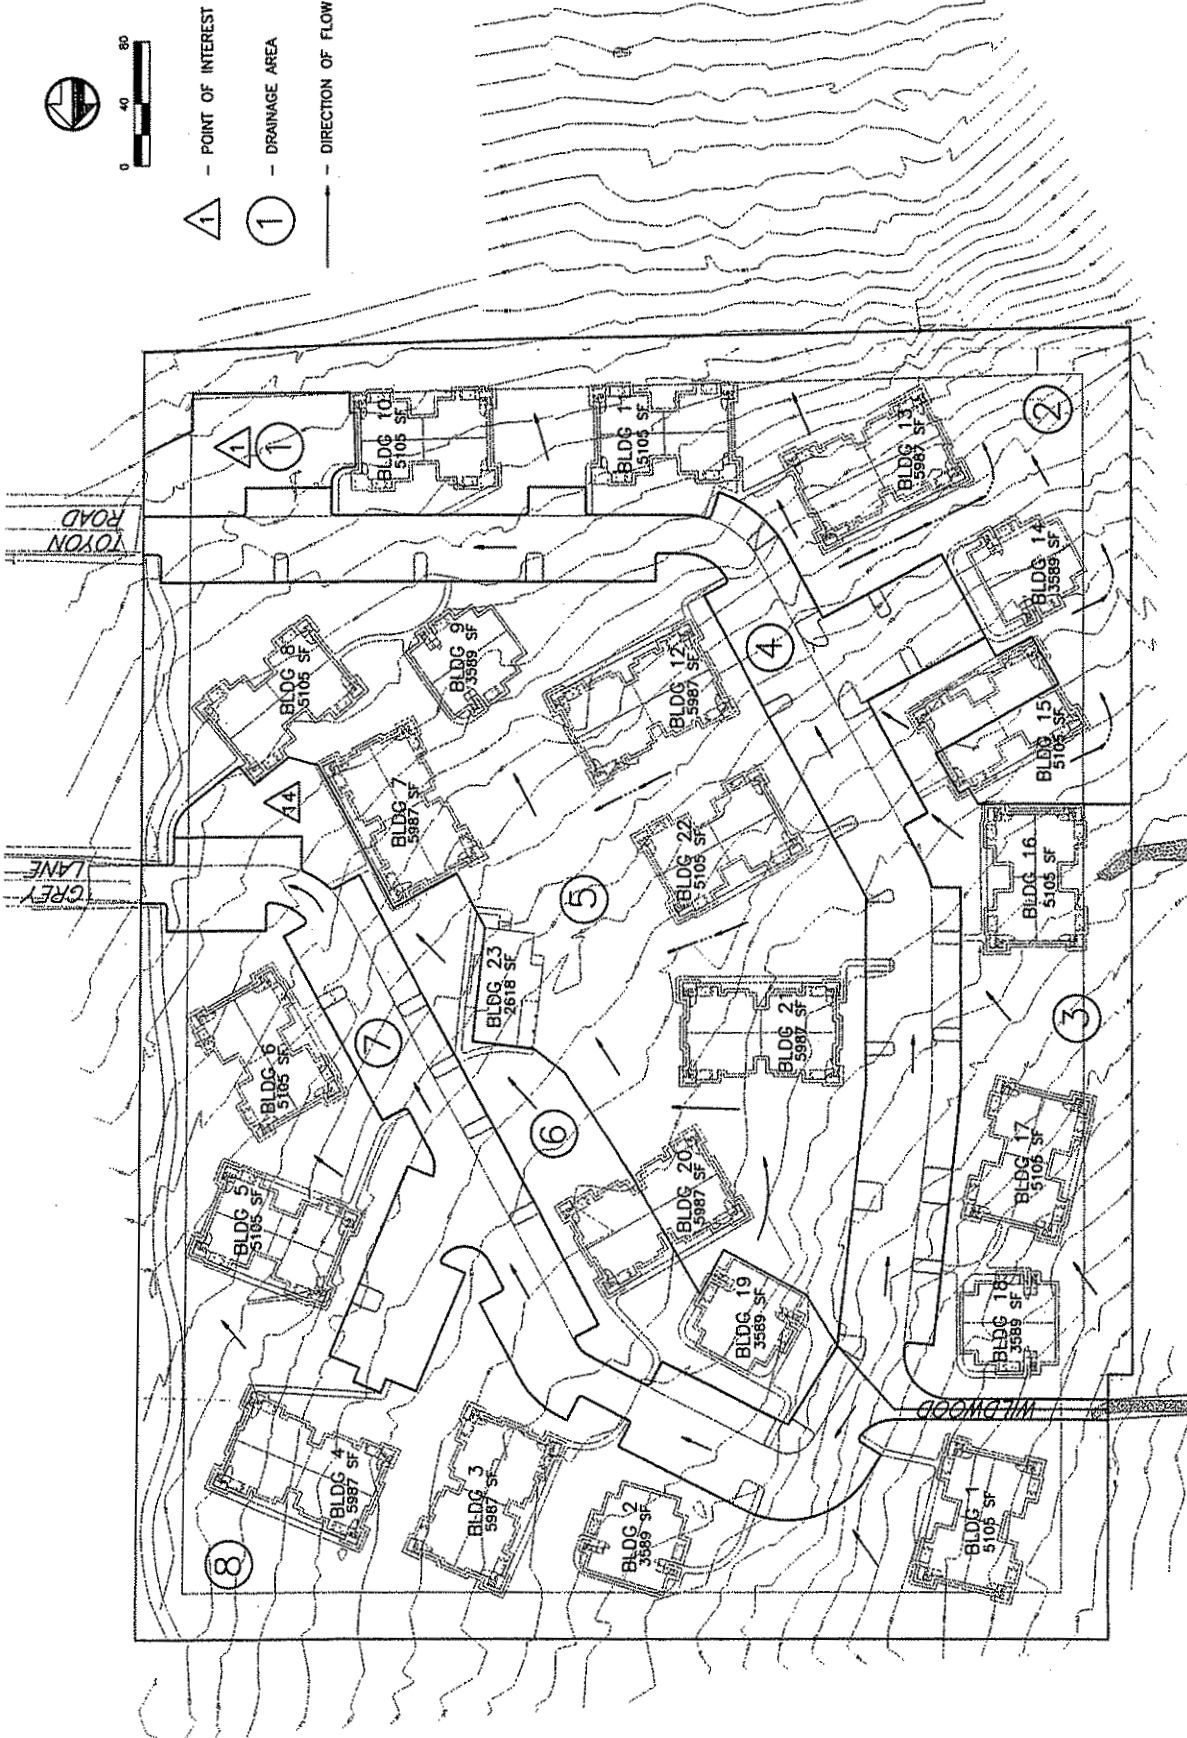 0 40 80
1 - POINT OF INTEREST
1 - DRAINAGE AREA
- DIRECTION OF FLOW
TOYON
ROAD
GREY
LANE
WILDWOOD
1
1
BLDG 10
5105 SF
BLDG 11
5105 SF
BLDG 13
5987 SF
2
BLDG 14
3589 SF
BLDG 8
5105 SF
BLDG 9
3589 SF
BLDG 12
5987 SF
4
BLDG 15
5105 SF
14
BLDG 7
5987 SF
BLDG 22
5105 SF
5
BLDG 16
5105 SF
BLDG 23
2618 SF
BLDG 21
5987 SF
3
BLDG 6
5105 SF
7
6
BLDG 17
5105 SF
BLDG 5
5105 SF
BLDG 20
5987 SF
BLDG 19
3589 SF
BLDG 18
3589 SF
BLDG 4
5987 SF
BLDG 3
5987 SF
BLDG 2
3589 SF
BLDG 1
5105 SF
8